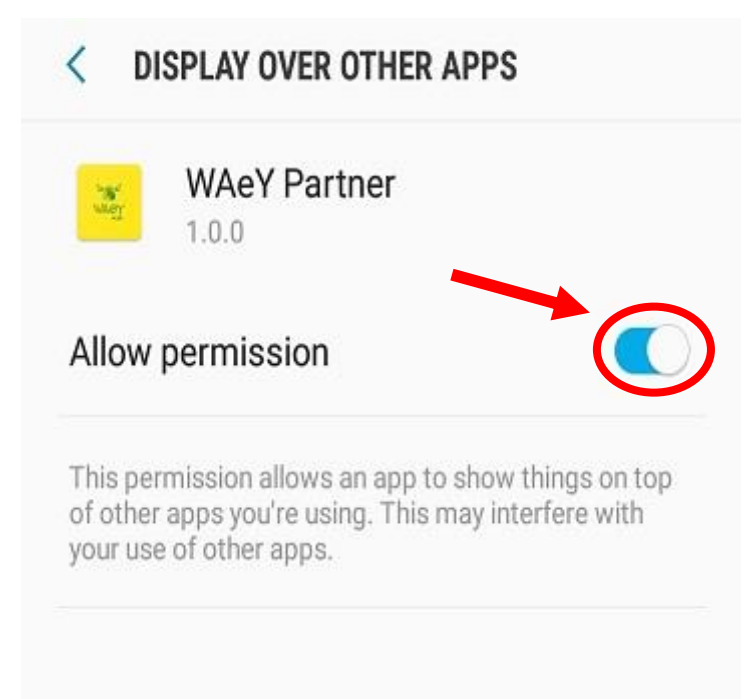 DISPLAY OVER OTHER APPS
WAeY Partner
WAeY
1.0.0
Allow permission
This permission allows an app to show things on top
of other apps you're using. This may interfere with
your use of other apps.